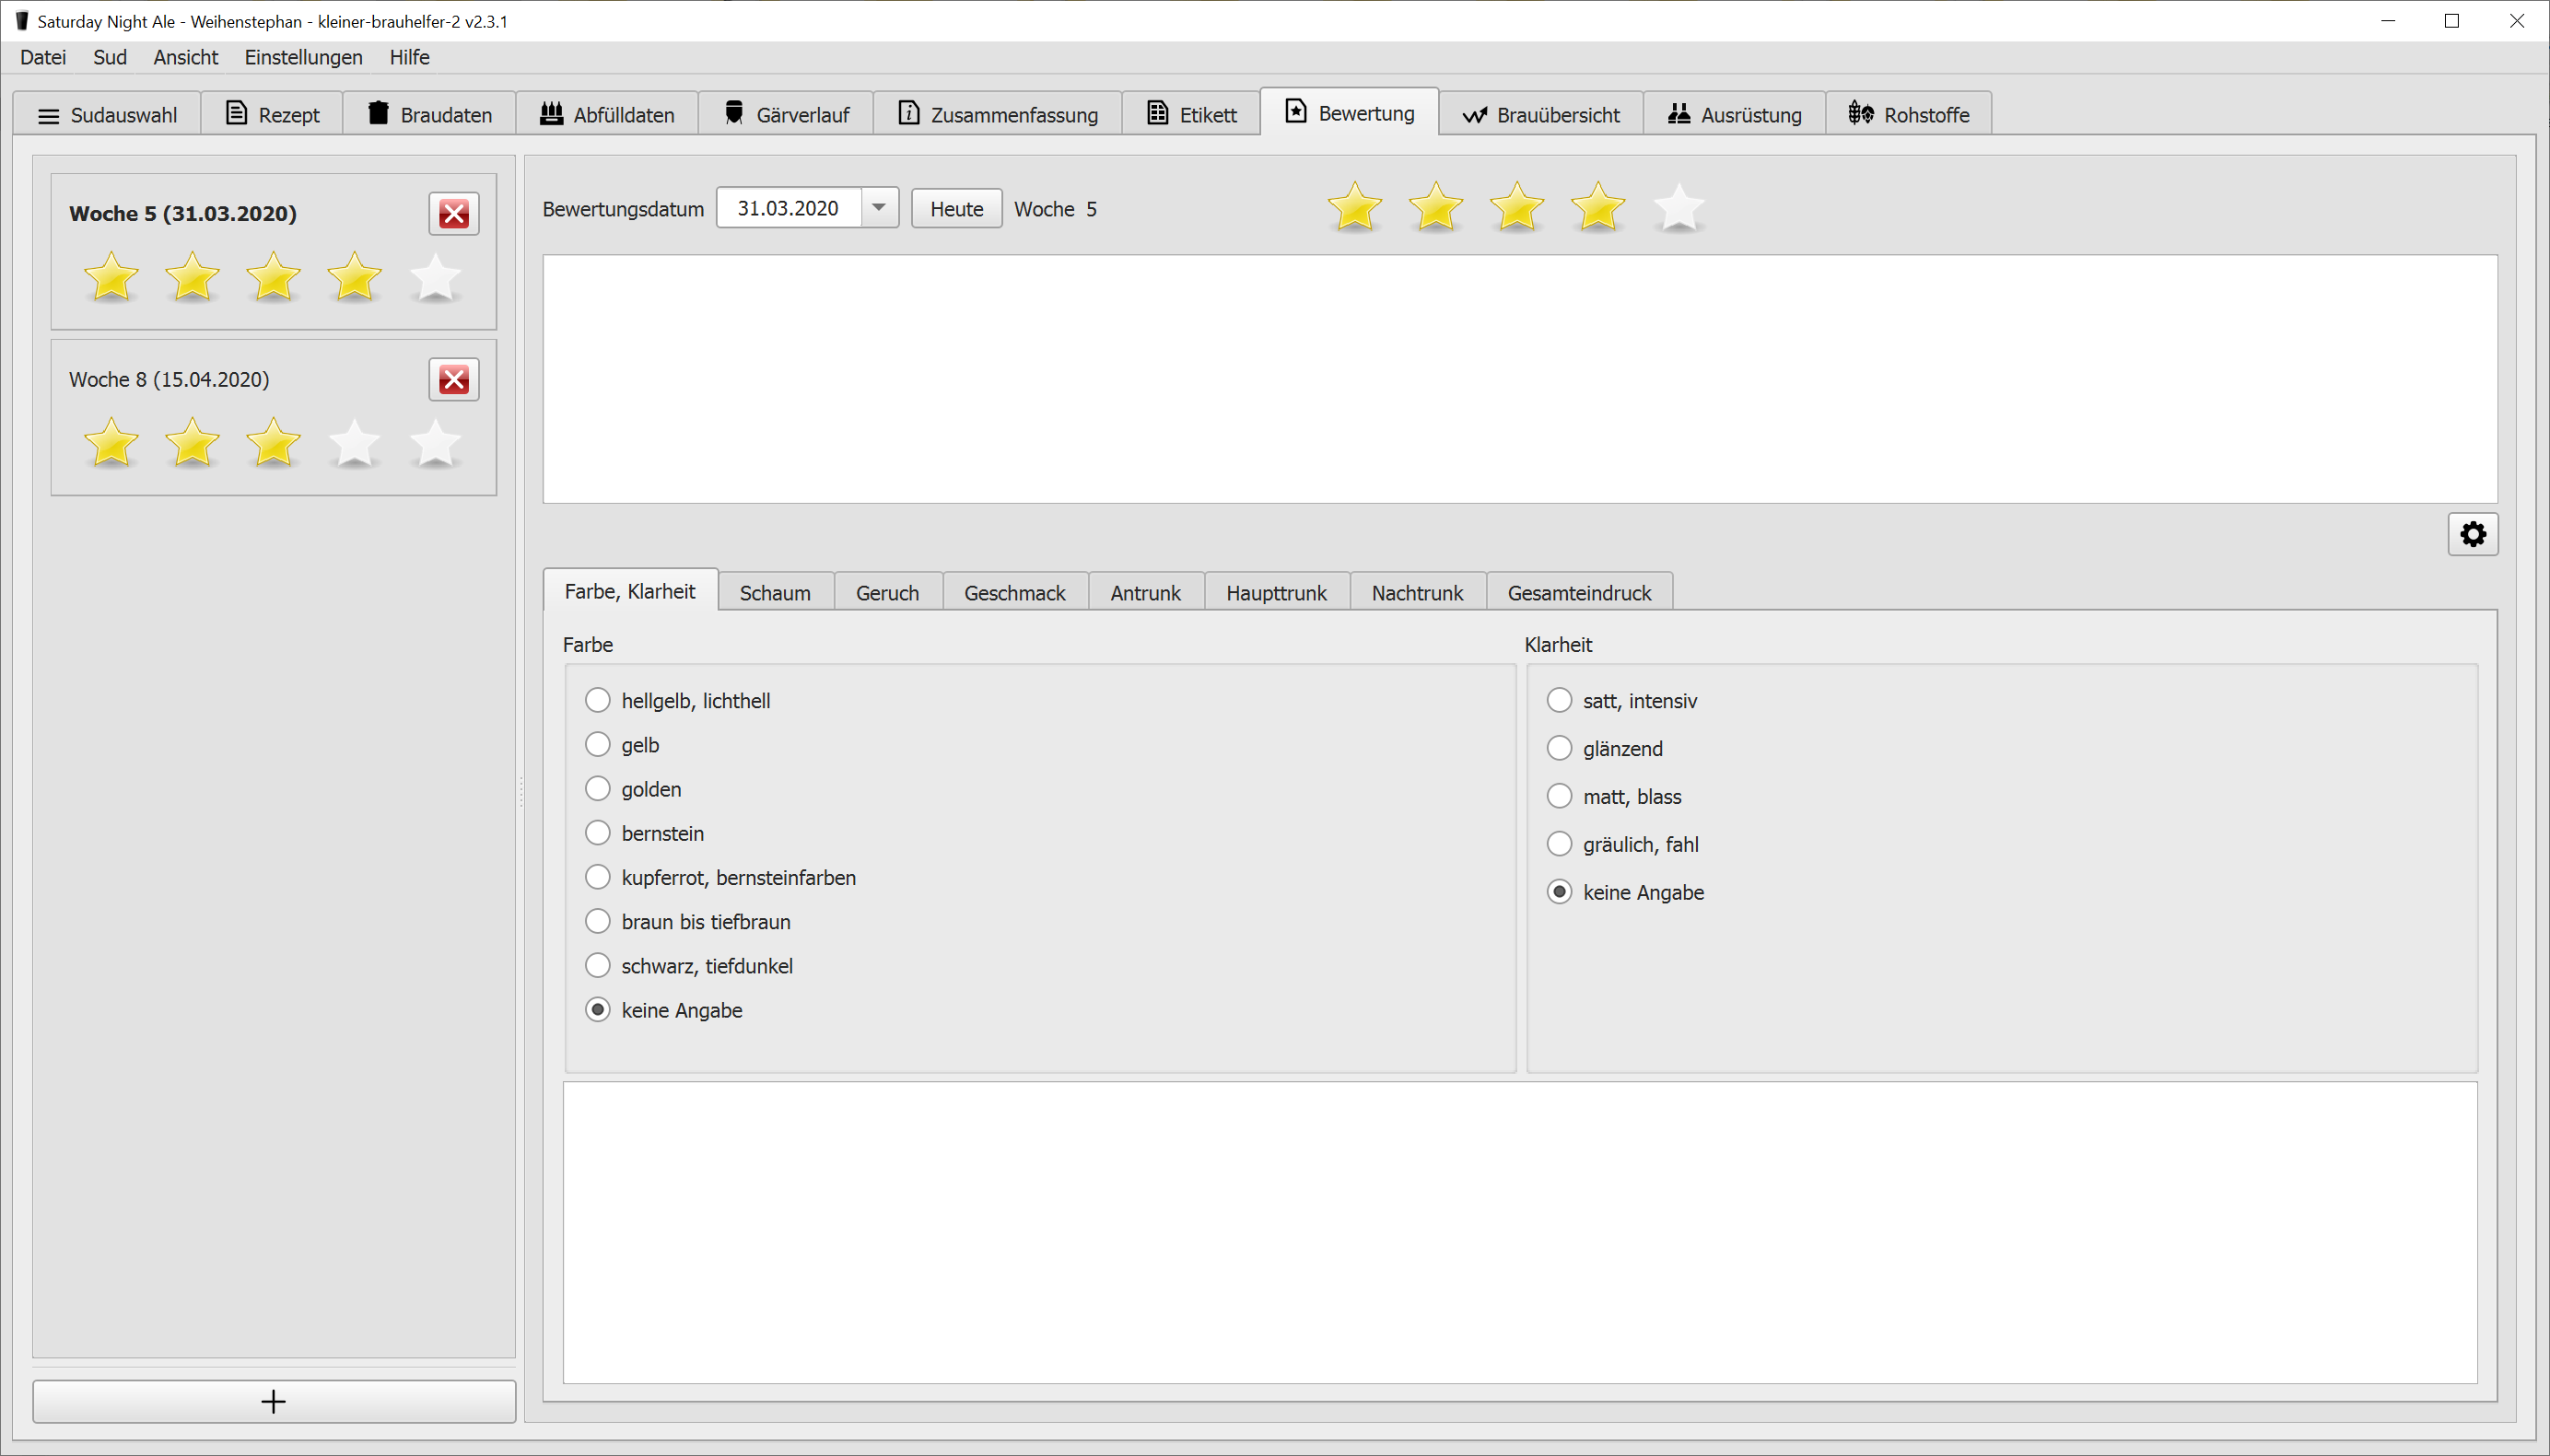 Saturday Night Ale - Weihenstephan - kleiner-brauhelfer-2 v2.3.1
Datei Sud Ansicht Einstellungen Hilfe
Sudauswahl Rezept Braudaten Abfülldaten Gärverlauf Zusammenfassung Etikett Bewertung Brauübersicht Ausrüstung Rohstoffe
Woche 5 (31.03.2020)
Woche 8 (15.04.2020)
Bewertungsdatum 31.03.2020 Heute Woche 5
Farbe, Klarheit Schaum Geruch Geschmack Antrunk Haupttrunk Nachtrunk Gesamteindruck
Farbe
hellgelb, lichthell
gelb
golden
bernstein
kupferrot, bernsteinfarben
braun bis tiefbraun
schwarz, tiefdunkel
keine Angabe
Klarheit
satt, intensiv
glänzend
matt, blass
gräulich, fahl
keine Angabe